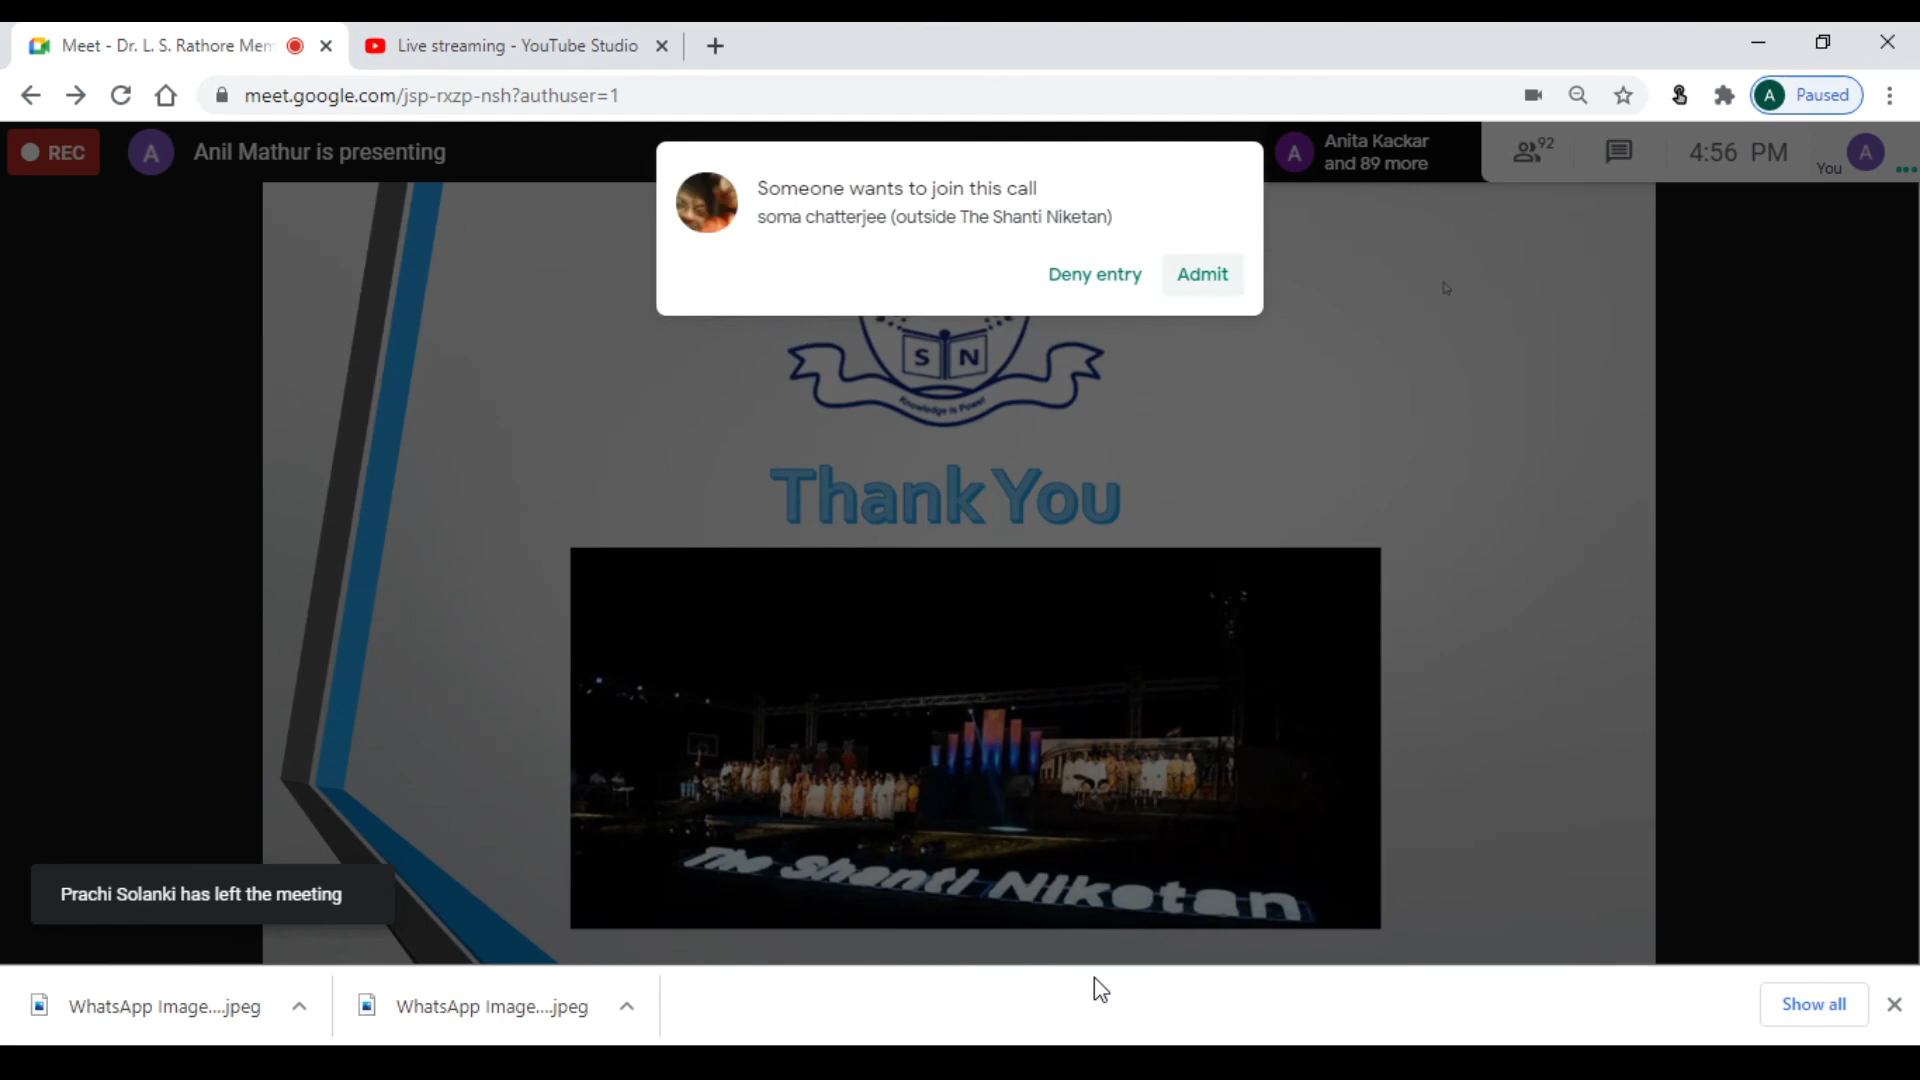 Meet - Dr. L. S. Rathore Mem
Live streaming - YouTube Studio
meet.google.com/jsp-rxzp-nsh?authuser=1
A
Paused
REC
A
Anil Mathur is presenting
Someone wants to join this call
soma chatterjee (outside The Shanti Niketan)
Deny entry
Admit
A
Anita Kackar
and 89 more
92
4:56 PM
You
A
S N
Knowledge is Power
Thank You
The Shanti Niketan
Prachi Solanki has left the meeting
WhatsApp Image....jpeg
WhatsApp Image....jpeg
Show all